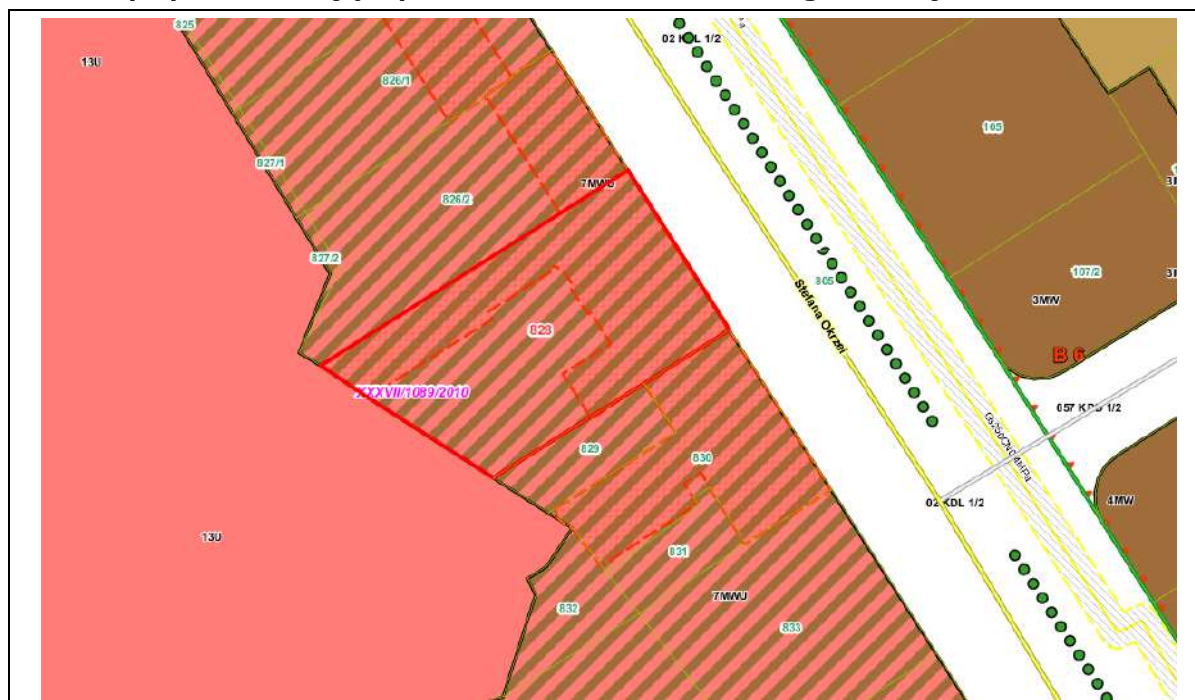 825
13U
826/1
02 KDL 1/2
105
827/1
7MWU
826/2
827/2
805
107/2
3MW
Stefana Okrzei
828
B 6
XXXVII/1089/2010
057 KDD 1/2
829
830
4MW
02 KDL 1/2
13U
831
7MWU
832
833